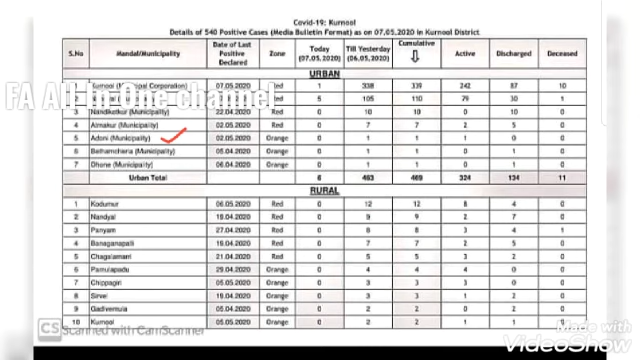 Covid-19: Kurnool
Details of 540 Positive Cases (Media Bulletin Format) as on 07.05.2020 in Kurnool District
S.No Mandal/Municipality Date of Last Positive Declared Zone Today (07.05.2020) Till Yesterday (06.05.2020) Cumulative Active Discharged Deceased
URBAN
Kurnool (Municipal Corporation) 07.05.2020 Red 1 338 339 242 87 10
FA All in One channel
2 5 105 110 79 30 1
3 Nandikotkur (Municipality) 22.04.2020 Red 0 10 10 0 10 0
4 Atmakur (Municipality) 02.05.2020 Red 0 7 7 2 5 0
5 Adoni (Municipality) 02.05.2020 Orange 0 1 1 1 0 0
6 Bethamcherla (Municipality) 05.04.2020 Orange 0 1 1 0 1 0
7 Dhone (Municipality) 06.04.2020 Orange 0 1 1 0 1 0
Urban Total 6 463 469 324 134 11
RURAL
1 Kodumur 06.05.2020 Red 0 12 12 8 4 0
2 Nandyal 18.04.2020 Red 0 9 9 2 7 0
3 Panyam 27.04.2020 Red 0 8 8 3 4 1
4 Banaganapalli 18.04.2020 Red 0 7 7 2 5 0
5 Chagalamarri 21.04.2020 Red 0 5 5 3 2 0
6 Pamulapadu 29.04.2020 Orange 0 4 4 4 0 0
7 Chippagiri 05.05.2020 Orange 0 3 3 3 0 0
8 Sirvel 19.04.2020 Orange 0 3 3 1 2 0
9 Gadivemula 05.04.2020 Orange 0 2 2 0 2 0
10 Kurnool 05.05.2020 Orange 0 2 2 1 1 0
CS Scanned with CamScanner
Made with
VideoShow